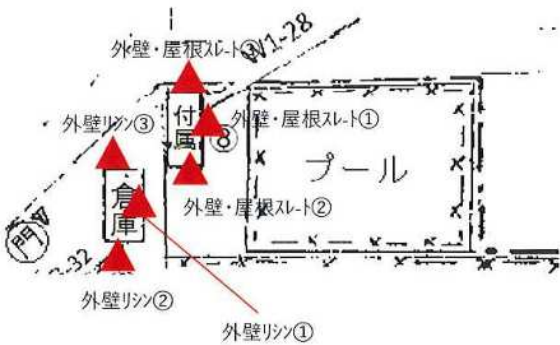 外壁・屋根スレート③
W1-28
付属
外壁・屋根スレート①
⑧
外壁リシン③
プール
倉庫
外壁・屋根スレート②
門
外壁リシン②
外壁リシン①